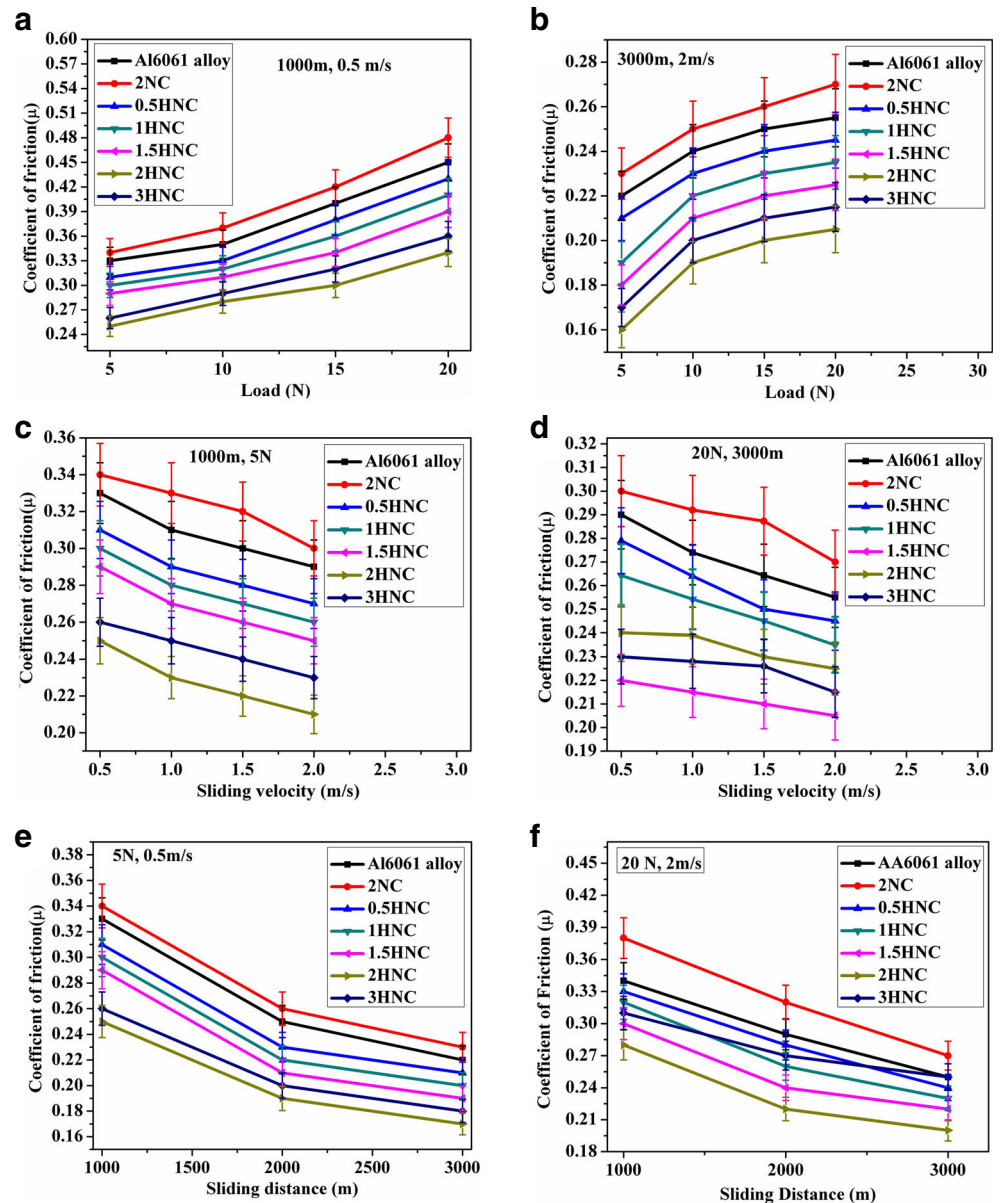 a
0.60
0.57
0.54
0.51
0.48
0.45
0.42
0.39
0.36
0.33
0.30
0.27
0.24
Coefficient of friction(μ)
Al6061 alloy
2NC
0.5HNC
1HNC
1.5HNC
2HNC
3HNC
1000m, 0.5 m/s
5 10 15 20
Load (N)
b
0.26
0.24
0.22
0.20
0.18
0.16
Coefficient of friction(μ)
3000m, 2m/s
Al6061 alloy
2NC
0.5HNC
1HNC
1.5HNC
2HNC
3HNC
5 10 15 20 25 30
Load (N)
c
0.36
0.34
0.32
0.30
0.28
0.26
0.24
0.22
0.20
Coefficient of friction(μ)
1000m, 5N
Al6061 alloy
2NC
0.5HNC
1HNC
1.5HNC
2HNC
3HNC
0.5 1.0 1.5 2.0 2.5 3.0
Sliding velocity (m/s)
d
0.32
0.31
0.30
0.29
0.28
0.27
0.26
0.25
0.24
0.23
0.22
0.21
0.20
0.19
Coefficient of friction(μ)
20N, 3000m
Al6061 alloy
2NC
0.5HNC
1HNC
1.5HNC
2HNC
3HNC
0.5 1.0 1.5 2.0 2.5 3.0
Sliding velocity (m/s)
e
0.38
0.36
0.34
0.32
0.30
0.28
0.26
0.24
0.22
0.20
0.18
0.16
Coefficient of friction(μ)
5N, 0.5m/s
Al6061 alloy
2NC
0.5HNC
1HNC
1.5HNC
2HNC
3HNC
1000 1500 2000 2500 3000
Sliding distance (m)
f
0.45
0.42
0.39
0.36
0.33
0.30
0.27
0.24
0.21
0.18
Coefficient of Friction (μ)
20 N, 2m/s
AA6061 alloy
2NC
0.5HNC
1HNC
1.5HNC
2HNC
3HNC
1000 2000 3000
Sliding Distance (m)